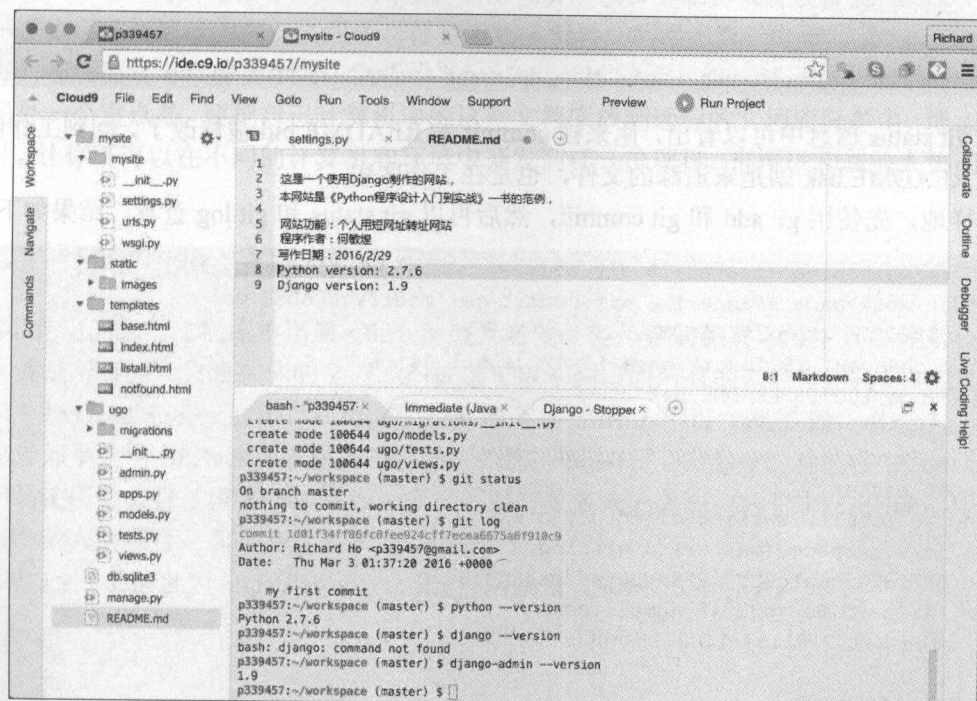 p339457
mysite - Cloud9
Richard
https://ide.c9.io/p339457/mysite
Cloud9 File Edit Find View Goto Run Tools Window Support Preview Run Project
Workspace
Navigate
Commands
mysite
mysite
__init__.py
settings.py
urls.py
wsgi.py
static
images
templates
base.html
index.html
listall.html
notfound.html
ugo
migrations
__init__.py
admin.py
apps.py
models.py
tests.py
views.py
db.sqlite3
manage.py
README.md
settings.py
README.md
1
2 这是一个使用Django制作的网站。
3 本网站是《Python程序设计入门到实战》一书的范例。
4
5 网站功能：个人用短网址转址网站
6 程序作者：何敏煌
7 写作日期：2016/2/29
8 Python version: 2.7.6
9 Django version: 1.9
8:1 Markdown Spaces: 4
Collaborate
Outline
Debugger
Live Coding Help!
bash - "p339457-
Immediate (Java
Django - Stopped
create mode 100644 ugo/migrations/__init__.py
create mode 100644 ugo/models.py
create mode 100644 ugo/tests.py
create mode 100644 ugo/views.py
p339457:~/workspace (master) $ git status
On branch master
nothing to commit, working directory clean
p339457:~/workspace (master) $ git log
commit 1d01f34ff86fc0fee924cff7ecea6675a6f910c9
Author: Richard Ho <p339457@gmail.com>
Date: Thu Mar 3 01:37:20 2016 +0000
my first commit
p339457:~/workspace (master) $ python --version
Python 2.7.6
p339457:~/workspace (master) $ django --version
bash: django: command not found
p339457:~/workspace (master) $ django-admin --version
1.9
p339457:~/workspace (master) $